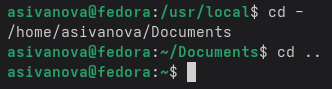 asivanova@fedora:/usr/local$ cd -
/home/asivanova/Documents
asivanova@fedora:~/Documents$ cd ..
asivanova@fedora:~$